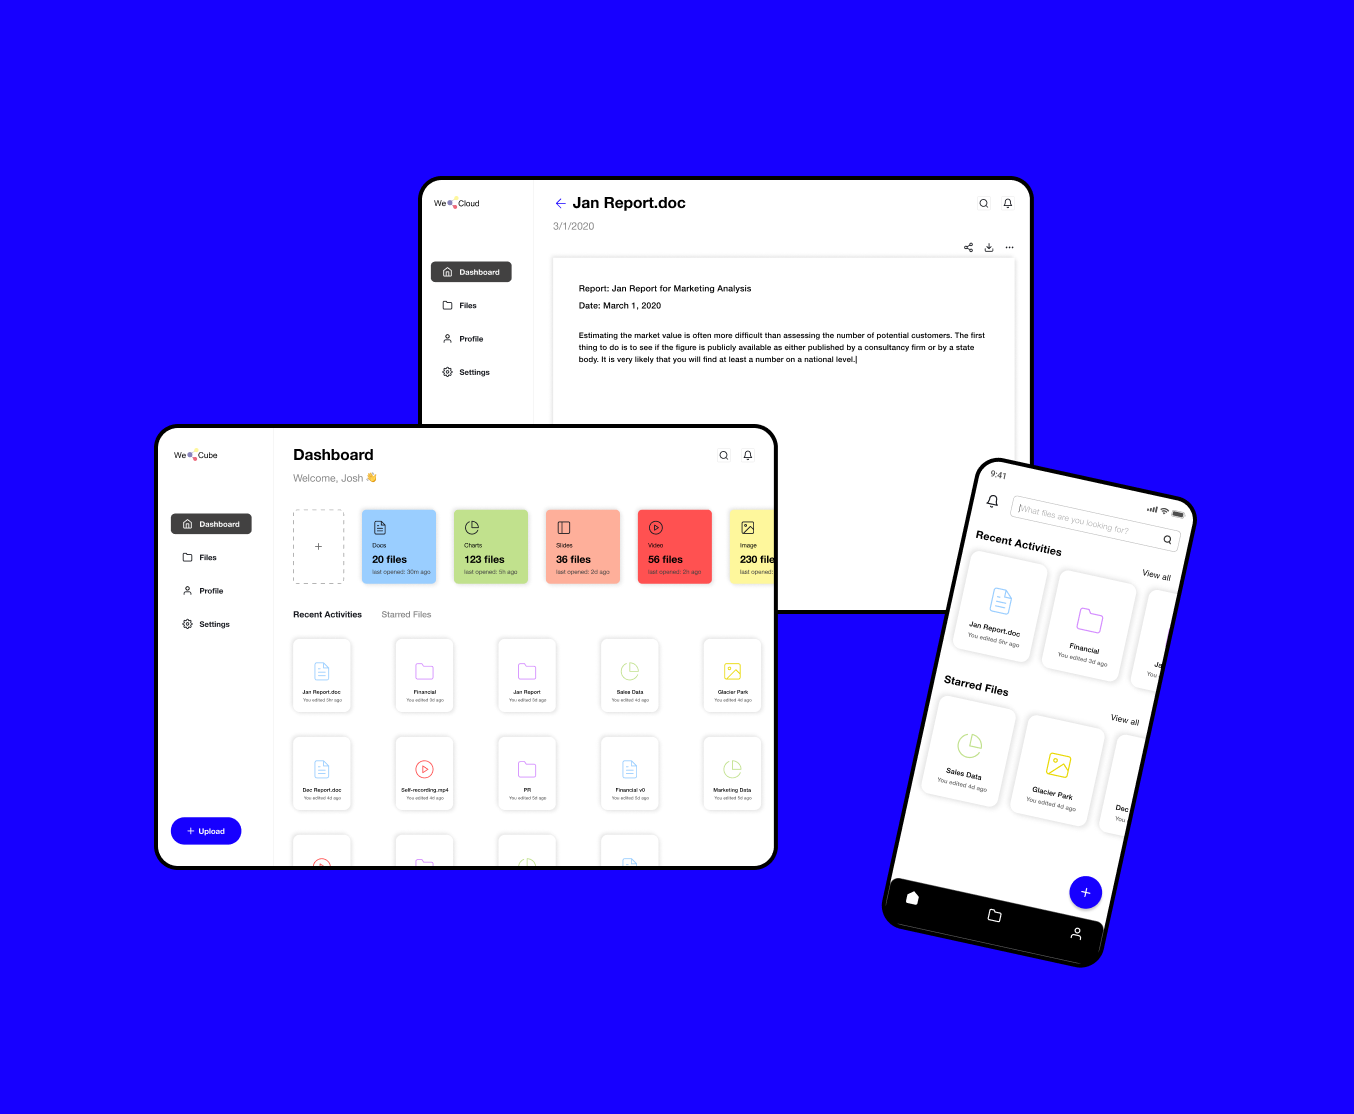 We Cloud
Dashboard
Files
Profile
Settings
Jan Report.doc
3/1/2020
Report: Jan Report for Marketing Analysis
Date: March 1, 2020
Estimating the market value is often more difficult than assessing the number of potential customers. The first
thing to do is to see if the figure is publicly available as either published by a consultancy firm or by a state
body. It is very likely that you will find at least a number on a national level.
We Cube
Dashboard
Files
Profile
Settings
+ Upload
Dashboard
Welcome, Josh 👋
Docs
20 files
last opened: 30m ago
Charts
123 files
last opened: 5h ago
Slides
36 files
last opened: 2d ago
Video
56 files
last opened: 2h ago
Image
230 file
last opened: 2
Recent Activities
Starred Files
Jan Report.doc
You edited 5hr ago
Financial
You edited 3d ago
Jan Report
You edited 3d ago
Sales Data
You edited 4d ago
Glacier Park
You edited 4d ago
Dec Report.doc
You edited 4d ago
Self-recording.mp4
You edited 4d ago
PR
You edited 5d ago
Financial v0
You edited 5d ago
Marketing Data
You edited 5d ago
9:41
What files are you looking for?
Recent Activities
View all
Jan Report.doc
You edited 5hr ago
Financial
You edited 3d ago
Ja
You
Starred Files
View all
Sales Data
You edited 4d ago
Glacier Park
You edited 4d ago
Dec
You